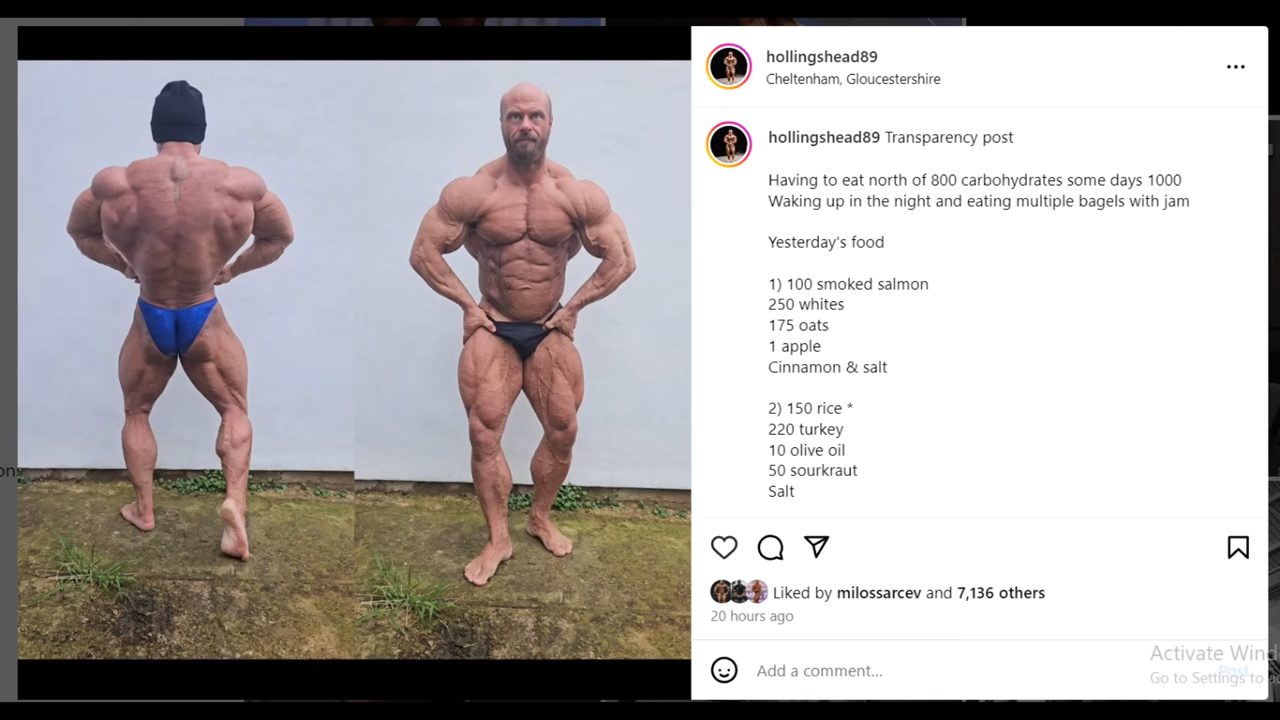 hollingshead89
Cheltenham, Gloucestershire
hollingshead89 Transparency post
Having to eat north of 800 carbohydrates some days 1000
Waking up in the night and eating multiple bagels with jam
Yesterday's food
1) 100 smoked salmon
250 whites
175 oats
1 apple
Cinnamon & salt
2) 150 rice *
220 turkey
10 olive oil
50 sourkraut
Salt
Liked by milossarcev and 7,136 others
20 hours ago
Add a comment...
Post
Activate Wind
Go to Settings to a
ons